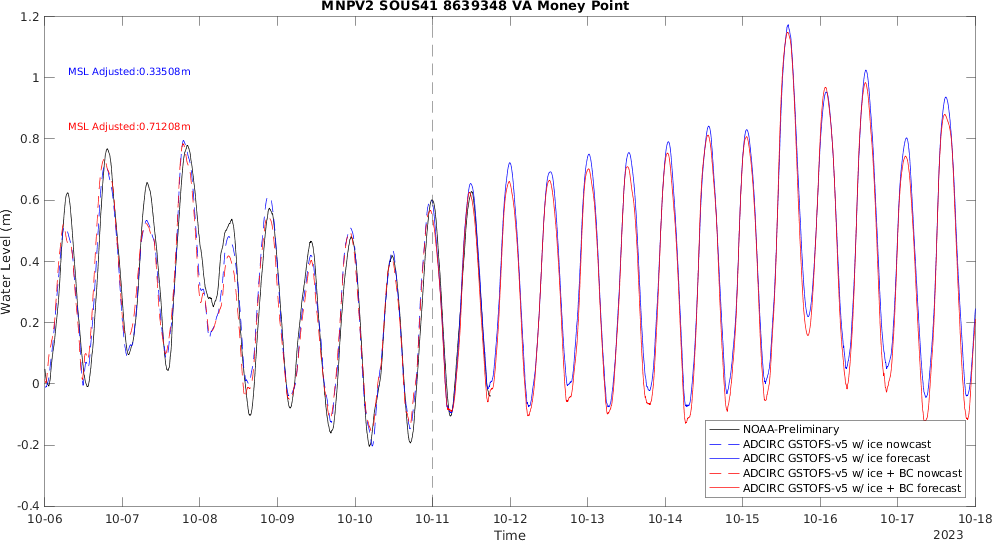 MNPV2 SOUS41 8639348 VA Money Point
1.2
1
0.8
0.6
0.4
0.2
0
-0.2
-0.4
Water Level (m)
MSL Adjusted:0.33508m
MSL Adjusted:0.71208m
NOAA-Preliminary
ADCIRC GSTOFS-v5 w/ ice nowcast
ADCIRC GSTOFS-v5 w/ ice forecast
ADCIRC GSTOFS-v5 w/ ice + BC nowcast
ADCIRC GSTOFS-v5 w/ ice + BC forecast
10-06 10-07 10-08 10-09 10-10 10-11 10-12 10-13 10-14 10-15 10-16 10-17 10-18
Time
2023